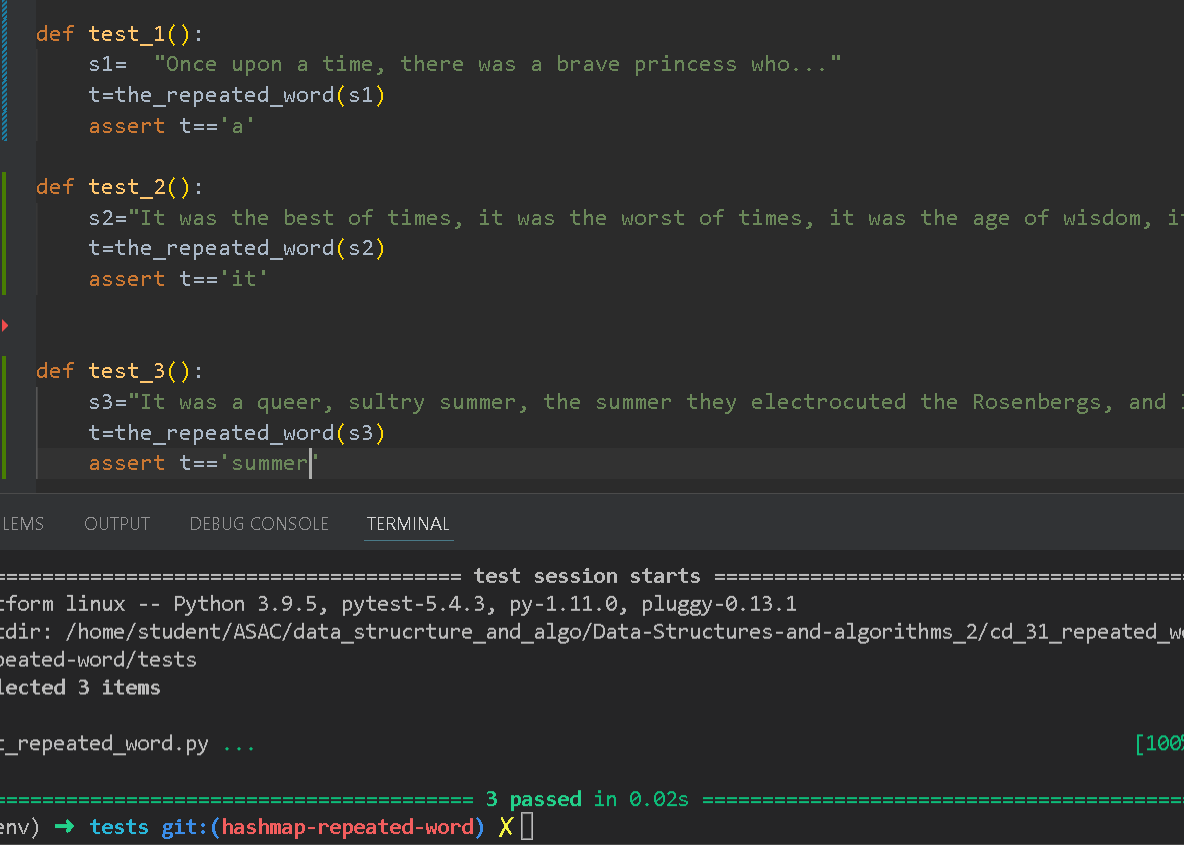 def test_1():
s1=  "Once upon a time, there was a brave princess who..."
t=the_repeated_word(s1)
assert t=='a'
def test_2():
s2="It was the best of times, it was the worst of times, it was the age of wisdom, it
t=the_repeated_word(s2)
assert t=='it'
def test_3():
s3="It was a queer, sultry summer, the summer they electrocuted the Rosenbergs, and
t=the_repeated_word(s3)
assert t=='summer'
LEMS OUTPUT DEBUG CONSOLE TERMINAL
======================================= test session starts =======================================
tform linux -- Python 3.9.5, pytest-5.4.3, py-1.11.0, pluggy-0.13.1
tdir: /home/student/ASAC/data_strucrture_and_algo/Data-Structures-and-algorithms_2/cd_31_repeated_w
peated-word/tests
lected 3 items
t_repeated_word.py ... [100%
======================================== 3 passed in 0.02s ========================================
env) ➜ tests git:(hashmap-repeated-word) ✗